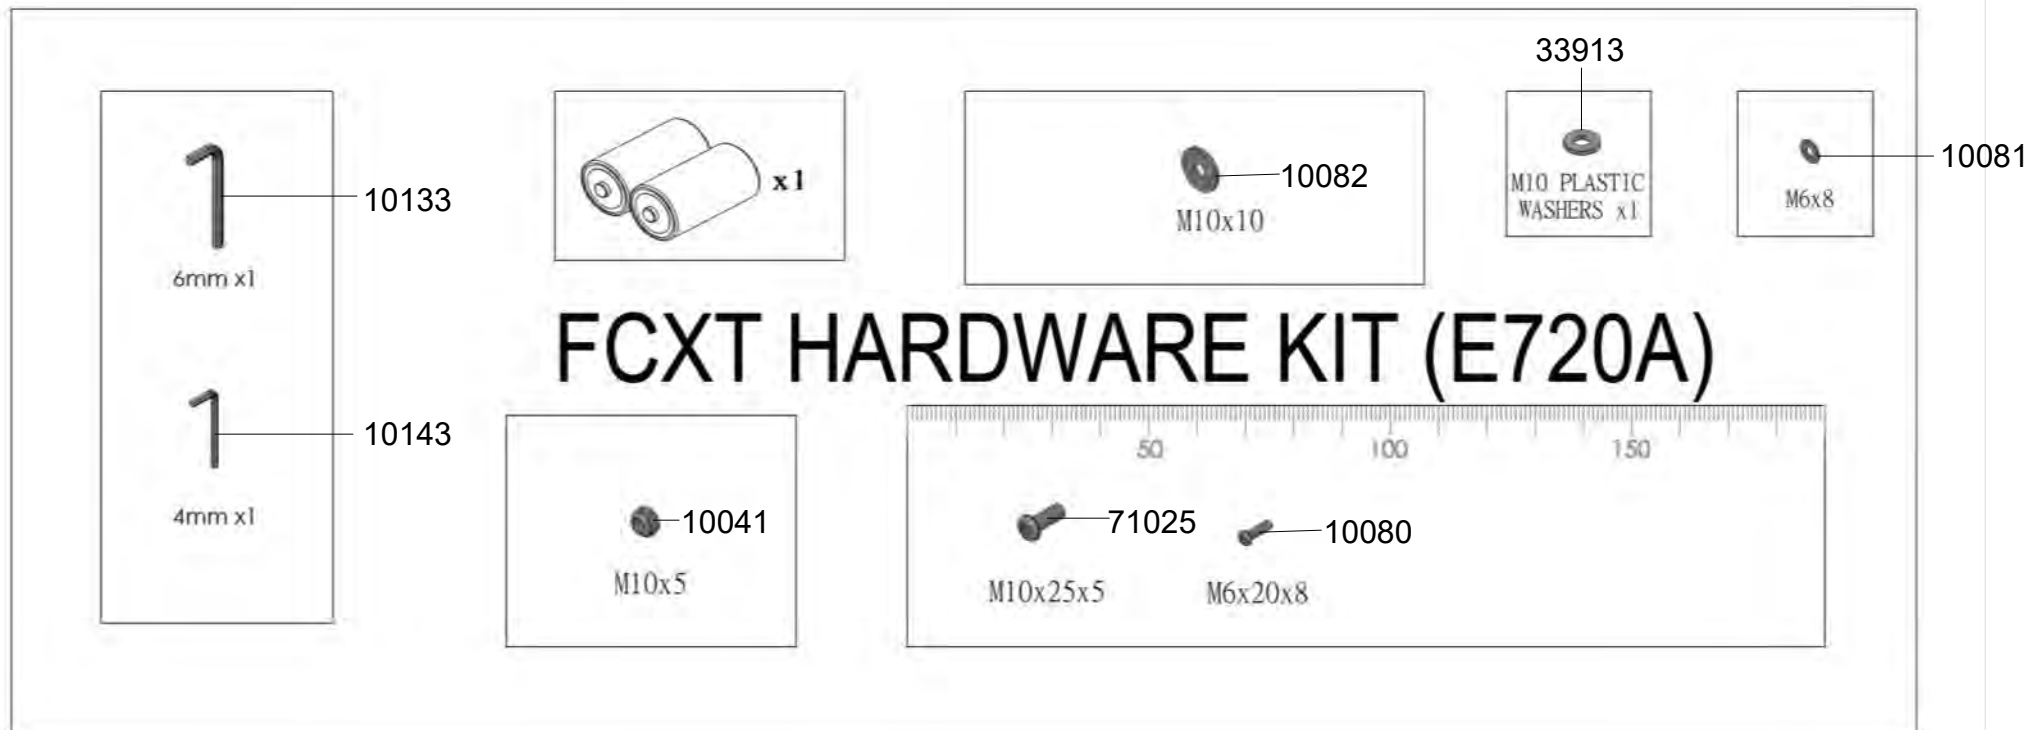 33913
10133
6mm x1
x1
10082
M10x10
M10 PLASTIC
WASHERS x1
10081
M6x8
FCXT HARDWARE KIT (E720A)
10143
4mm x1
10041
M10x5
50 100 150
71025
M10x25x5
10080
M6x20x8